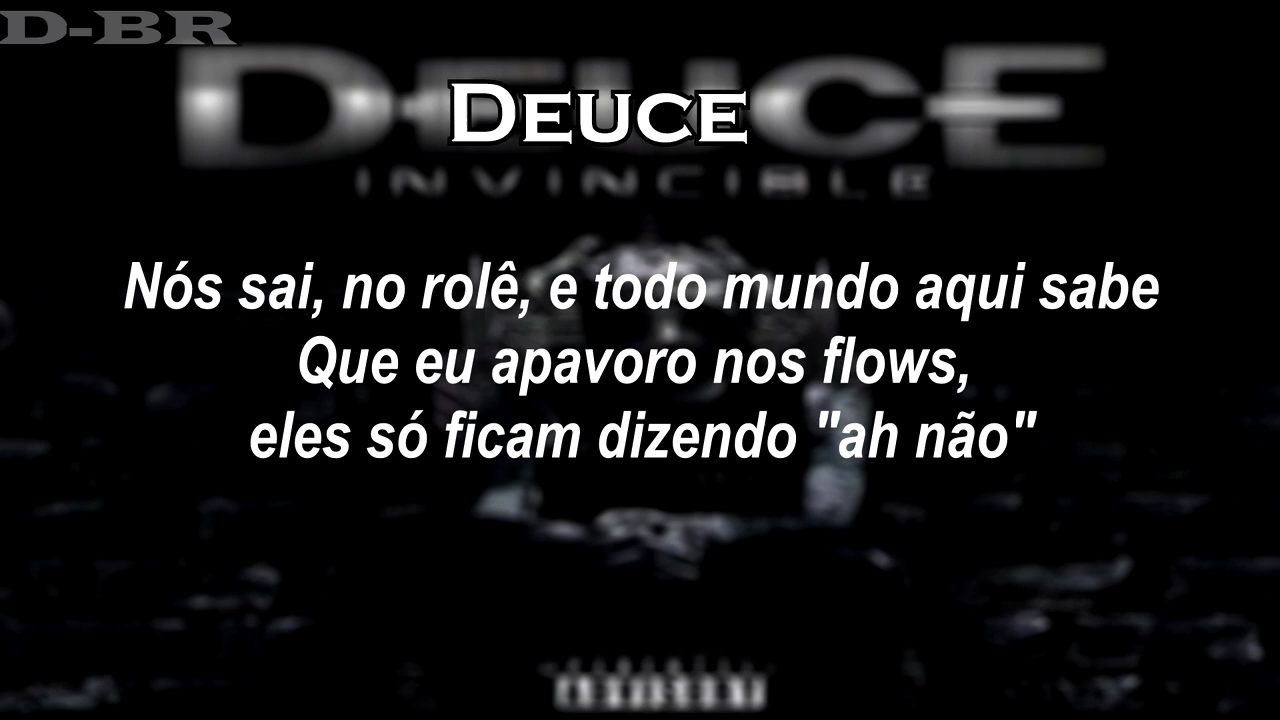 D-BR
DEUCE
DEUCE
INVINCIBLE
Nós sai, no rolê, e todo mundo aqui sabe
Que eu apavoro nos flows,
eles só ficam dizendo "ah não"